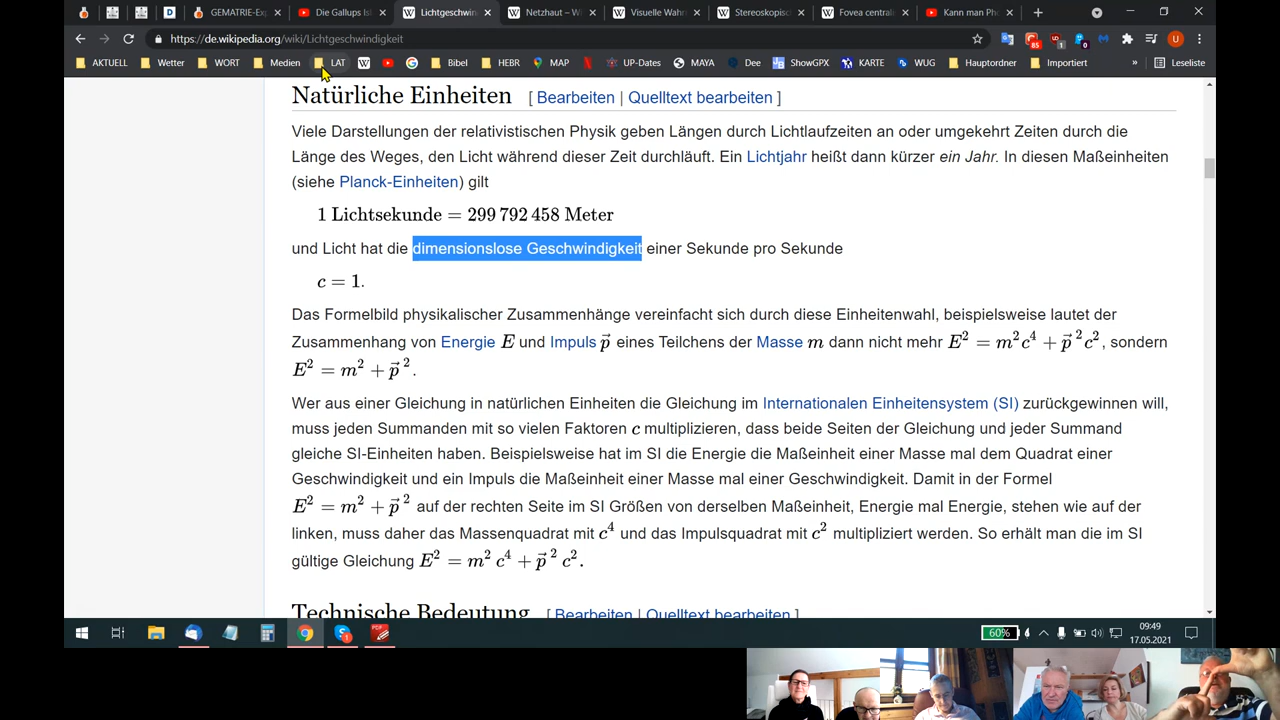 GEMATRIE-Exp
Die Gallups Is
Lichtgeschwin
Netzhaut – Wi
Visuelle Wahr
Stereoskopisc
Fovea central
Kann man Ph
https://de.wikipedia.org/wiki/Lichtgeschwindigkeit
AKTUELL
Wetter
WORT
Medien
LAT
Bibel
HEBR
MAP
UP-Dates
MAYA
Dee
ShowGPX
KARTE
WUG
Hauptordner
Importiert
»
Leseliste
Natürliche Einheiten [ Bearbeiten | Quelltext bearbeiten ]
Viele Darstellungen der relativistischen Physik geben Längen durch Lichtlaufzeiten an oder umgekehrt Zeiten durch die
Länge des Weges, den Licht während dieser Zeit durchläuft. Ein Lichtjahr heißt dann kürzer ein Jahr. In diesen Maßeinheiten
(siehe Planck-Einheiten) gilt
1 Lichtsekunde = 299 792 458 Meter
und Licht hat die dimensionslose Geschwindigkeit einer Sekunde pro Sekunde
c = 1.
Das Formelbild physikalischer Zusammenhänge vereinfacht sich durch diese Einheitenwahl, beispielsweise lautet der
Zusammenhang von Energie E und Impuls p⃗ eines Teilchens der Masse m dann nicht mehr E² = m²c⁴ + p⃗ ²c², sondern
E² = m² + p⃗ ².
Wer aus einer Gleichung in natürlichen Einheiten die Gleichung im Internationalen Einheitensystem (SI) zurückgewinnen will,
muss jeden Summanden mit so vielen Faktoren c multiplizieren, dass beide Seiten der Gleichung und jeder Summand
gleiche SI-Einheiten haben. Beispielsweise hat im SI die Energie die Maßeinheit einer Masse mal dem Quadrat einer
Geschwindigkeit und ein Impuls die Maßeinheit einer Masse mal einer Geschwindigkeit. Damit in der Formel
E² = m² + p⃗ ² auf der rechten Seite im SI Größen von derselben Maßeinheit, Energie mal Energie, stehen wie auf der
linken, muss daher das Massenquadrat mit c⁴ und das Impulsquadrat mit c² multipliziert werden. So erhält man die im SI
gültige Gleichung E² = m² c⁴ + p⃗ ² c².
Technische Bedeutung [ Bearbeiten | Quelltext bearbeiten ]
60%
09:49
17.05.2021